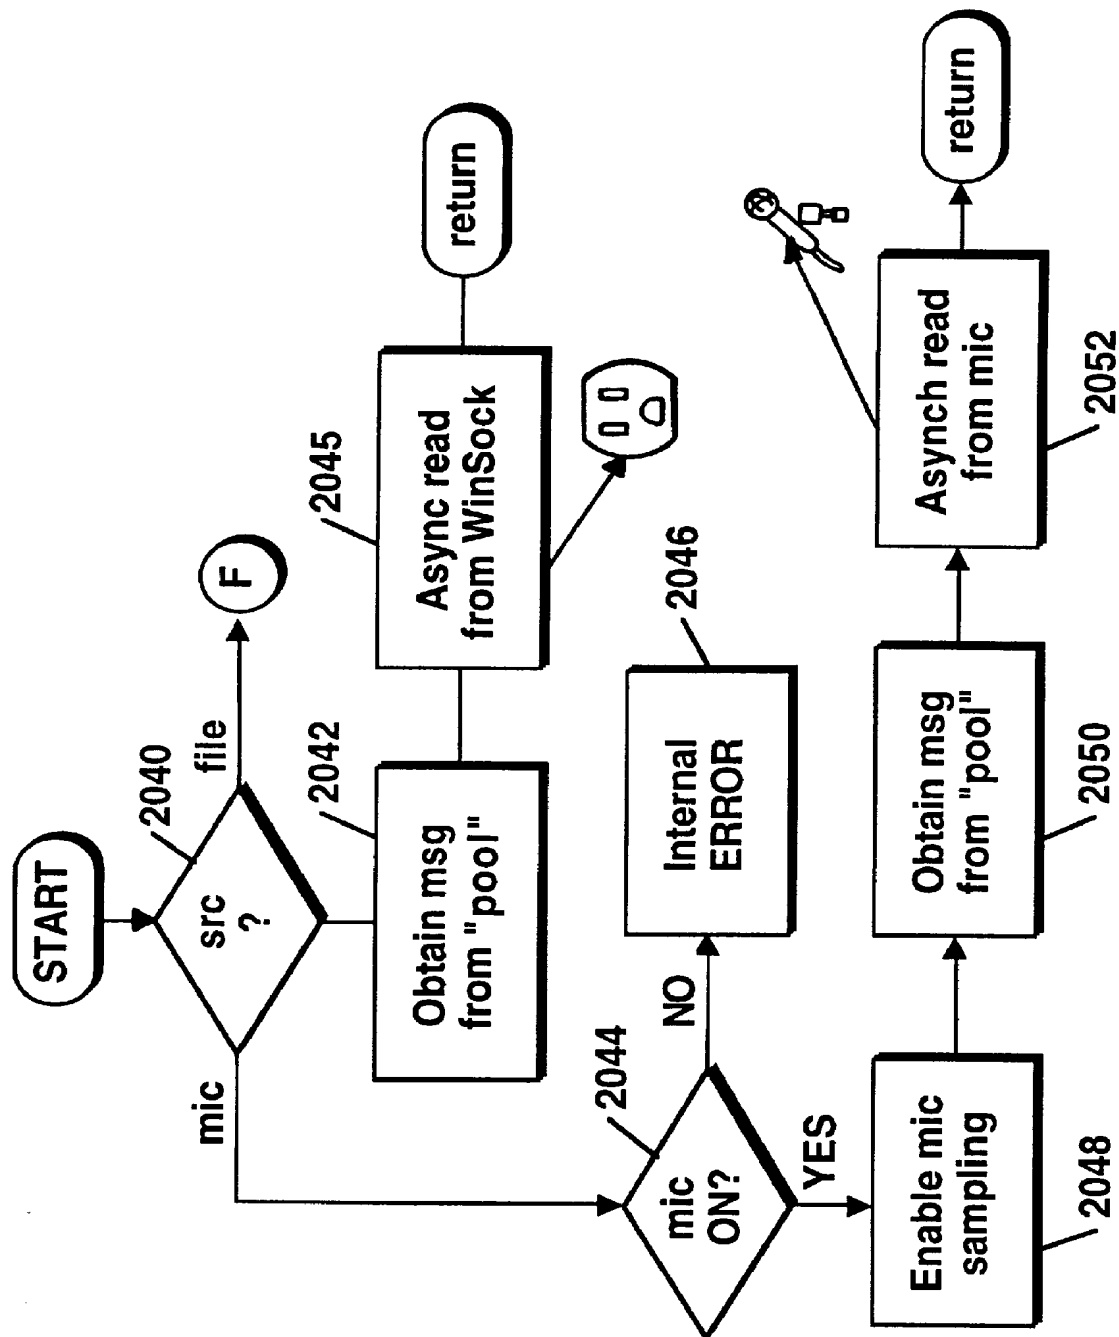 START
src
?
2040
file
F
mic
Obtain msg
from "pool"
2042
Async read
from WinSock
2045
return
mic
ON?
2044
NO
Internal
ERROR
2046
YES
Enable mic
sampling
2048
Obtain msg
from "pool"
2050
Asynch read
from mic
2052
return